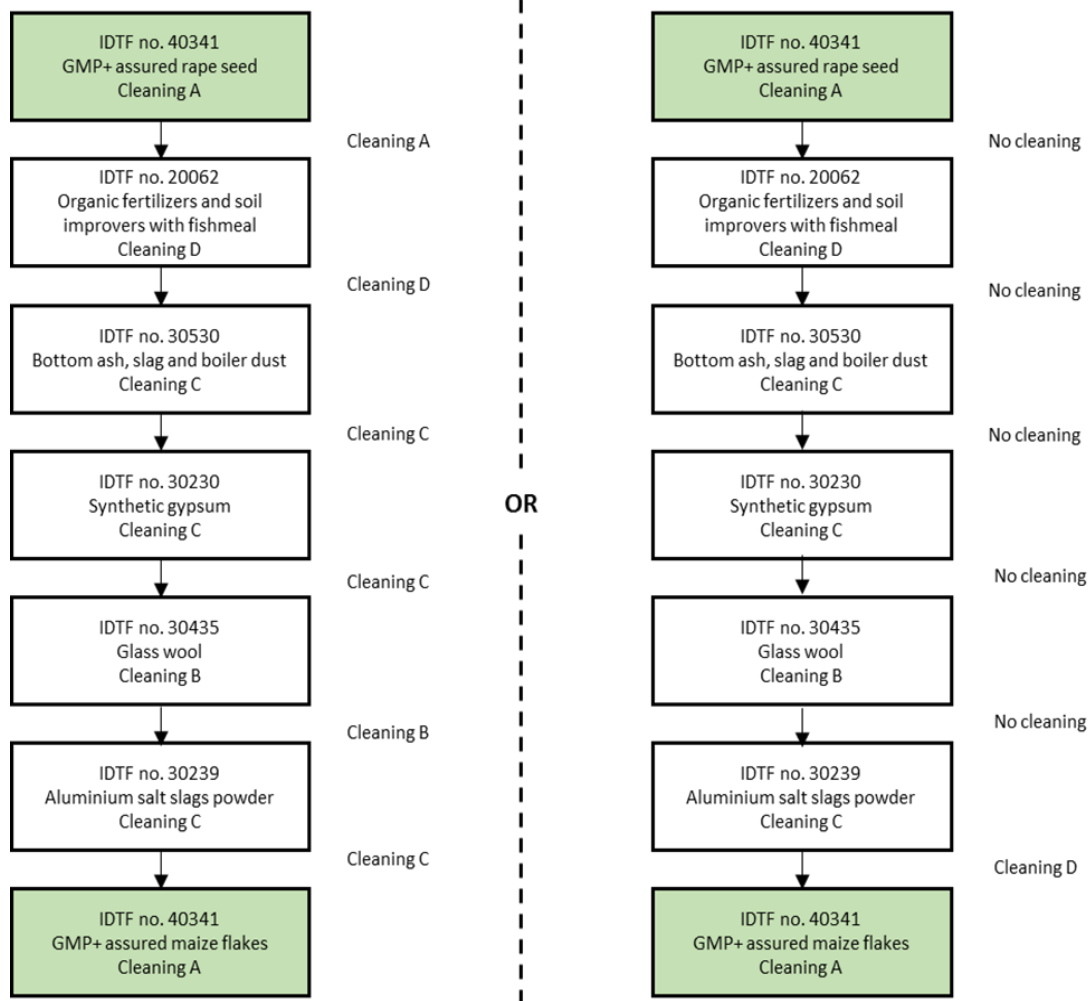 IDTF no. 40341
GMP+ assured rape seed
Cleaning A
Cleaning A
IDTF no. 20062
Organic fertilizers and soil
improvers with fishmeal
Cleaning D
Cleaning D
IDTF no. 30530
Bottom ash, slag and boiler dust
Cleaning C
Cleaning C
IDTF no. 30230
Synthetic gypsum
Cleaning C
Cleaning C
IDTF no. 30435
Glass wool
Cleaning B
Cleaning B
IDTF no. 30239
Aluminium salt slags powder
Cleaning C
Cleaning C
IDTF no. 40341
GMP+ assured maize flakes
Cleaning A
OR
IDTF no. 40341
GMP+ assured rape seed
Cleaning A
No cleaning
IDTF no. 20062
Organic fertilizers and soil
improvers with fishmeal
Cleaning D
No cleaning
IDTF no. 30530
Bottom ash, slag and boiler dust
Cleaning C
No cleaning
IDTF no. 30230
Synthetic gypsum
Cleaning C
No cleaning
IDTF no. 30435
Glass wool
Cleaning B
No cleaning
IDTF no. 30239
Aluminium salt slags powder
Cleaning C
Cleaning D
IDTF no. 40341
GMP+ assured maize flakes
Cleaning A